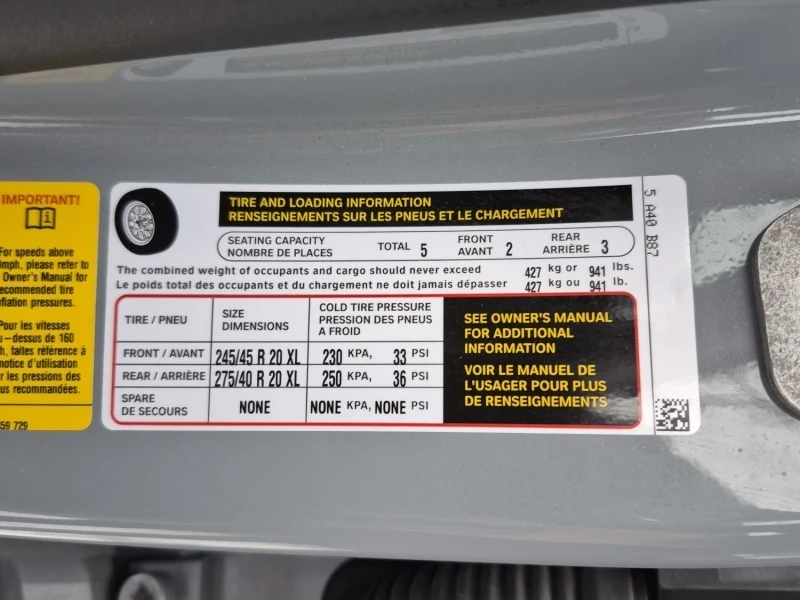 IMPORTANT!
For speeds above
mph, please refer to
Owner's Manual for
recommended tire
flation pressures.
Pour les vitesses
u-dessus de 160
h, faites référence à
notice d'utilisation
r les pressions des
us recommandées.
59 729
TIRE AND LOADING INFORMATION
RENSEIGNEMENTS SUR LES PNEUS ET LE CHARGEMENT
SEATING CAPACITY
NOMBRE DE PLACES
TOTAL 5
FRONT
AVANT 2
REAR
ARRIÈRE 3
The combined weight of occupants and cargo should never exceed 427 kg or 941 lbs.
Le poids total des occupants et du chargement ne doit jamais dépasser 427 kg ou 941 lb.
TIRE / PNEU
SIZE
DIMENSIONS
COLD TIRE PRESSURE
PRESSION DES PNEUS
A FROID
FRONT / AVANT 245/45 R 20 XL 230 KPA, 33 PSI
REAR / ARRIÈRE 275/40 R 20 XL 250 KPA, 36 PSI
SPARE
DE SECOURS
NONE NONE KPA, NONE PSI
SEE OWNER'S MANUAL
FOR ADDITIONAL
INFORMATION
VOIR LE MANUEL DE
L'USAGER POUR PLUS
DE RENSEIGNEMENTS
5 A40 B87